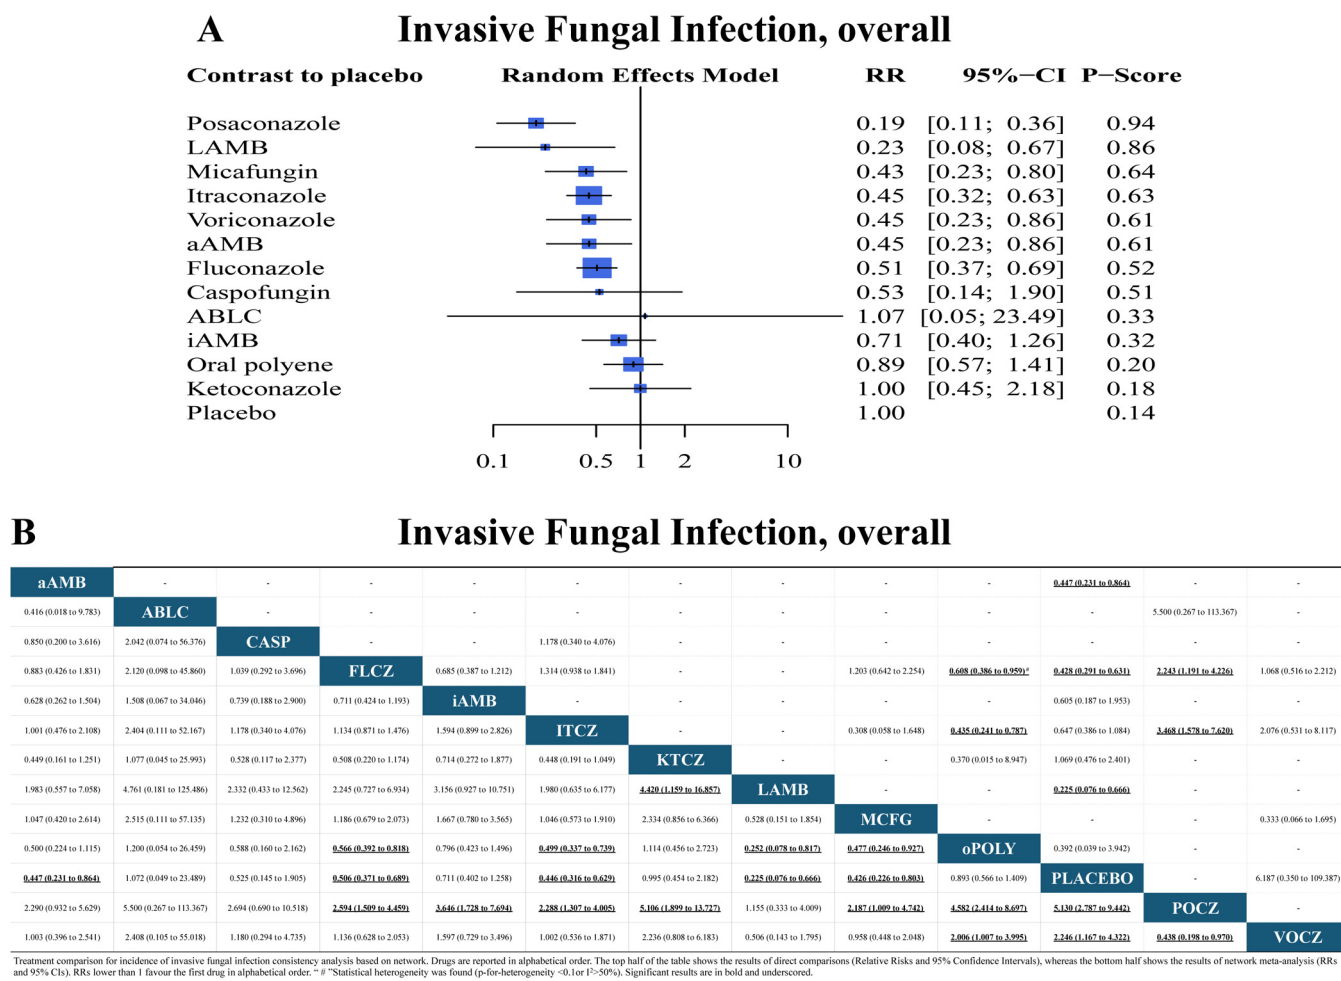 A Invasive Fungal Infection, overall
Contrast to placebo Random Effects Model RR 95%−CI P−Score
Posaconazole 0.19 [0.11; 0.36] 0.94
LAMB 0.23 [0.08; 0.67] 0.86
Micafungin 0.43 [0.23; 0.80] 0.64
Itraconazole 0.45 [0.32; 0.63] 0.63
Voriconazole 0.45 [0.23; 0.86] 0.61
aAMB 0.45 [0.23; 0.86] 0.61
Fluconazole 0.51 [0.37; 0.69] 0.52
Caspofungin 0.53 [0.14; 1.90] 0.51
ABLC 1.07 [0.05; 23.49] 0.33
iAMB 0.71 [0.40; 1.26] 0.32
Oral polyene 0.89 [0.57; 1.41] 0.20
Ketoconazole 1.00 [0.45; 2.18] 0.18
Placebo 1.00 0.14
0.1 0.5 1 2 10
B Invasive Fungal Infection, overall
aAMB - - - - - - - - - 0.447 (0.231 to 0.864) - -
0.416 (0.018 to 9.783) ABLC - - - - - - - - - 5.500 (0.267 to 113.367) -
0.850 (0.200 to 3.616) 2.042 (0.074 to 56.376) CASP - - 1.178 (0.340 to 4.076) - - - - - - -
0.883 (0.426 to 1.831) 2.120 (0.098 to 45.860) 1.039 (0.292 to 3.696) FLCZ 0.685 (0.387 to 1.212) 1.314 (0.938 to 1.841) - - 1.203 (0.642 to 2.254) 0.608 (0.386 to 0.959)# 0.428 (0.291 to 0.631) 2.243 (1.191 to 4.226) 1.068 (0.516 to 2.212)
0.628 (0.262 to 1.504) 1.508 (0.067 to 34.046) 0.739 (0.188 to 2.900) 0.711 (0.424 to 1.193) iAMB - - - - - 0.605 (0.187 to 1.953) - -
1.001 (0.476 to 2.108) 2.404 (0.111 to 52.167) 1.178 (0.340 to 4.076) 1.134 (0.871 to 1.476) 1.594 (0.899 to 2.826) ITCZ - - 0.308 (0.058 to 1.648) 0.435 (0.241 to 0.787) 0.647 (0.386 to 1.084) 3.468 (1.578 to 7.620) 2.076 (0.531 to 8.117)
0.449 (0.161 to 1.251) 1.077 (0.045 to 25.993) 0.528 (0.117 to 2.377) 0.508 (0.220 to 1.174) 0.714 (0.272 to 1.877) 0.448 (0.191 to 1.049) KTCZ - - 0.370 (0.015 to 8.947) 1.069 (0.476 to 2.401) - -
1.983 (0.557 to 7.058) 4.761 (0.181 to 125.486) 2.332 (0.433 to 12.562) 2.245 (0.727 to 6.934) 3.156 (0.927 to 10.751) 1.980 (0.635 to 6.177) 4.420 (1.159 to 16.857) LAMB - - 0.225 (0.076 to 0.666) - -
1.047 (0.420 to 2.614) 2.515 (0.111 to 57.135) 1.232 (0.310 to 4.896) 1.186 (0.679 to 2.073) 1.667 (0.780 to 3.565) 1.046 (0.573 to 1.910) 2.334 (0.856 to 6.366) 0.528 (0.151 to 1.854) MCFG - - - 0.333 (0.066 to 1.695)
0.500 (0.224 to 1.115) 1.200 (0.054 to 26.459) 0.588 (0.160 to 2.162) 0.566 (0.392 to 0.818) 0.796 (0.423 to 1.496) 0.499 (0.337 to 0.739) 1.114 (0.456 to 2.723) 0.252 (0.078 to 0.817) 0.477 (0.246 to 0.927) oPOLY 0.392 (0.039 to 3.942) - -
0.447 (0.231 to 0.864) 1.072 (0.049 to 23.489) 0.525 (0.145 to 1.905) 0.506 (0.371 to 0.689) 0.711 (0.402 to 1.258) 0.446 (0.316 to 0.629) 0.995 (0.454 to 2.182) 0.225 (0.076 to 0.666) 0.426 (0.226 to 0.803) 0.893 (0.566 to 1.409) PLACEBO - 6.187 (0.350 to 109.387)
2.290 (0.932 to 5.629) 5.500 (0.267 to 113.367) 2.694 (0.690 to 10.518) 2.594 (1.509 to 4.459) 3.646 (1.728 to 7.694) 2.288 (1.307 to 4.005) 5.106 (1.899 to 13.727) 1.155 (0.333 to 4.009) 2.187 (1.009 to 4.742) 4.582 (2.414 to 8.697) 5.130 (2.787 to 9.442) POCZ -
1.003 (0.396 to 2.541) 2.408 (0.105 to 55.018) 1.180 (0.294 to 4.735) 1.136 (0.628 to 2.053) 1.597 (0.729 to 3.496) 1.002 (0.536 to 1.871) 2.236 (0.808 to 6.183) 0.506 (0.143 to 1.795) 0.958 (0.448 to 2.048) 2.006 (1.007 to 3.995) 2.246 (1.167 to 4.322) 0.438 (0.198 to 0.970) VOCZ
Treatment comparison for incidence of invasive fungal infection consistency analysis based on network. Drugs are reported in alphabetical order. The top half of the table shows the results of direct comparisons (Relative Risks and 95% Confidence Intervals), whereas the bottom half shows the results of network meta-analysis (RRs
and 95% CIs). RRs lower than 1 favour the first drug in alphabetical order. “ # ”Statistical heterogeneity was found (p-for-heterogeneity <0.1or I²>50%). Significant results are in bold and underscored.